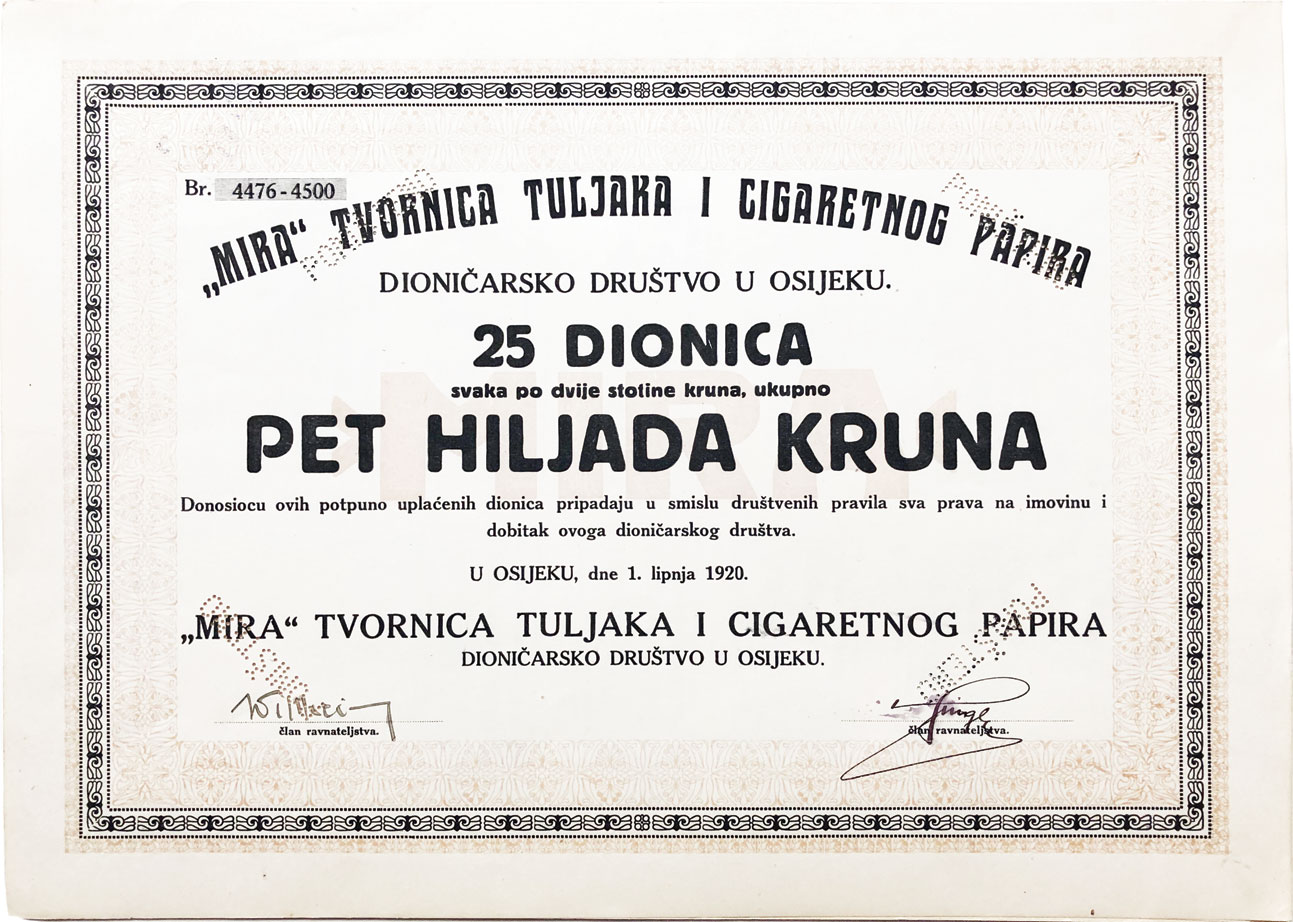 Br. 4476-4500
„MIRA“ TVORNICA TULJAKA I CIGARETNOG PAPIRA
DIONIČARSKO DRUŠTVO U OSIJEKU.
25 DIONICA
svaka po dvije stotine kruna, ukupno
MIRA
PET HILJADA KRUNA
Donosiocu ovih potpuno uplaćenih dionica pripadaju u smislu društvenih pravila sva prava na imovinu i
dobitak ovoga dioničarskog društva.
U OSIJEKU, dne 1. lipnja 1920.
„MIRA“ TVORNICA TULJAKA I CIGARETNOG PAPIRA
DIONIČARSKO DRUŠTVO U OSIJEKU.
član ravnateljstva. član ravnateljstva.